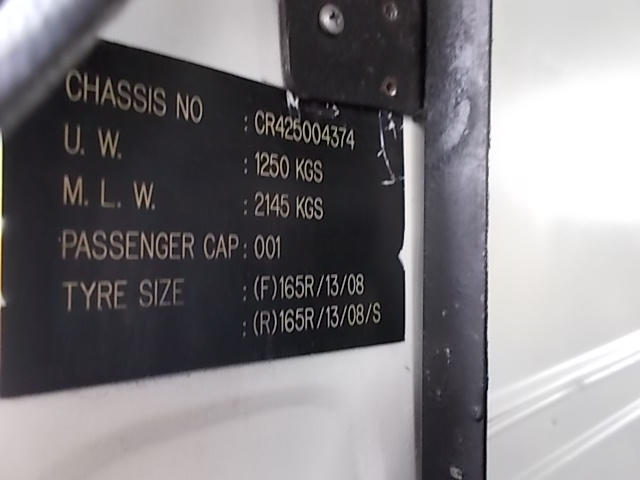 CHASSIS NO : CR425004374
U. W. : 1250 KGS
M. L. W. : 2145 KGS
PASSENGER CAP : 001
TYRE SIZE : (F)165R/13/08
: (R)165R/13/08/S